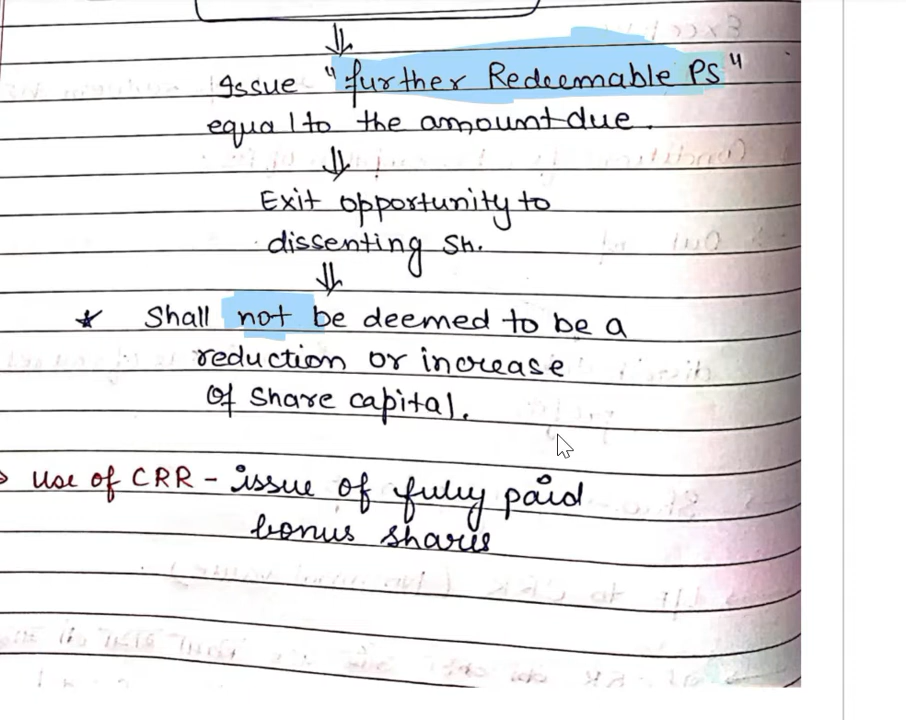 ⇓
Issue "further Redeemable PS"
equal to the amount due.
⇓
Exit opportunity to
dissenting Sh.
⇓
* Shall not be deemed to be a
reduction or increase
of Share capital.
Use of CRR - issue of fully paid
bonus shares